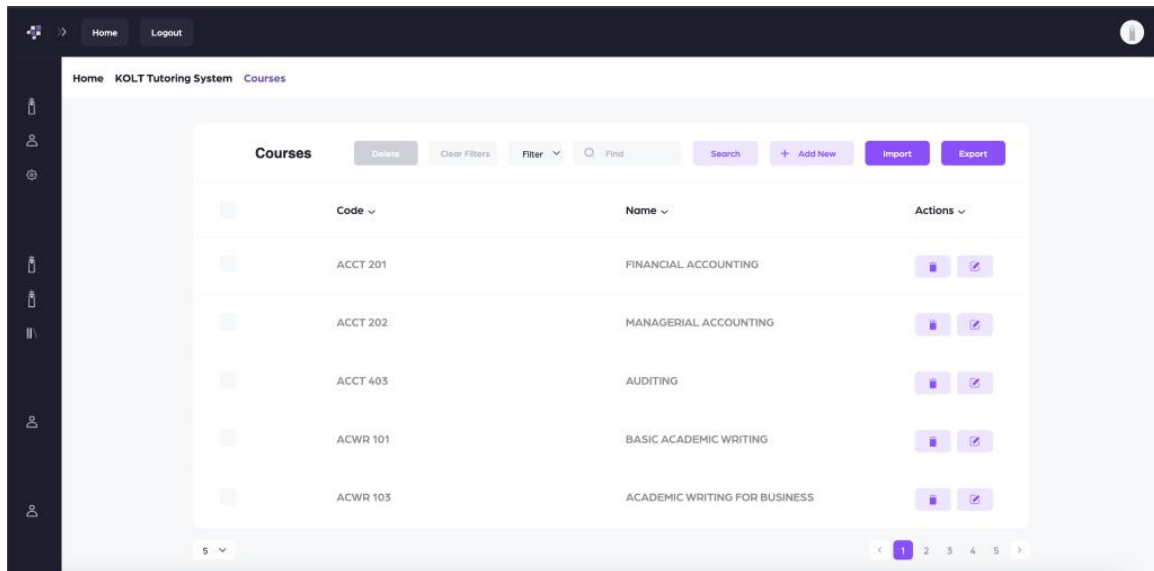 Home Logout
Home KOLT Tutoring System Courses
Courses Delete Clear Filters Filter Find Search + Add New Import Export
Code Name Actions
ACCT 201 FINANCIAL ACCOUNTING
ACCT 202 MANAGERIAL ACCOUNTING
ACCT 403 AUDITING
ACWR 101 BASIC ACADEMIC WRITING
ACWR 103 ACADEMIC WRITING FOR BUSINESS
5 < 1 2 3 4 5 >